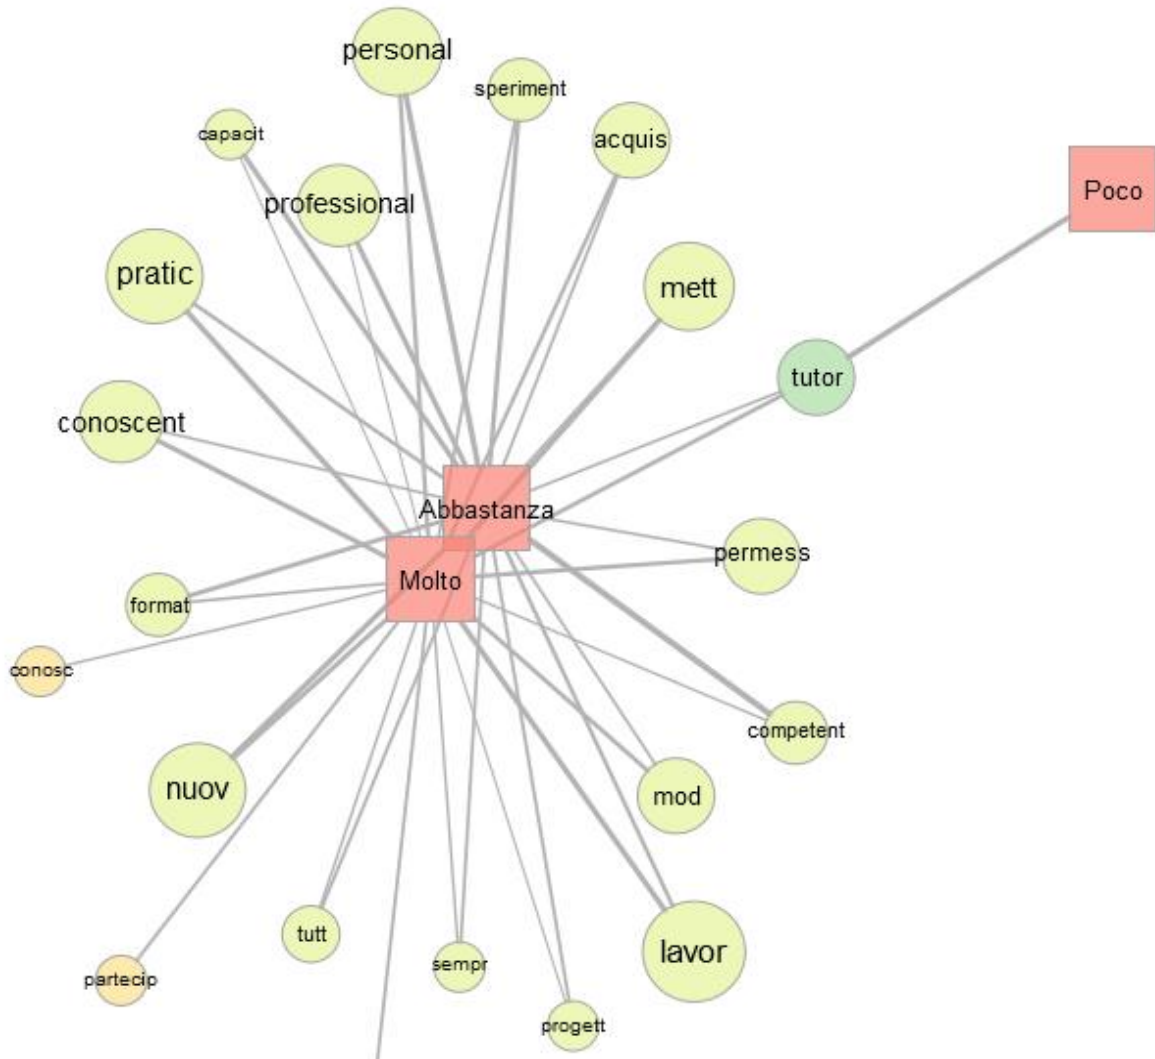 personal
speriment
capacit
acquis
Poco
professional
pratic
mett
tutor
conoscent
Abbastanza
permess
Molto
format
conosc
competent
nuov
mod
tutt
lavor
sempr
partecip
progett